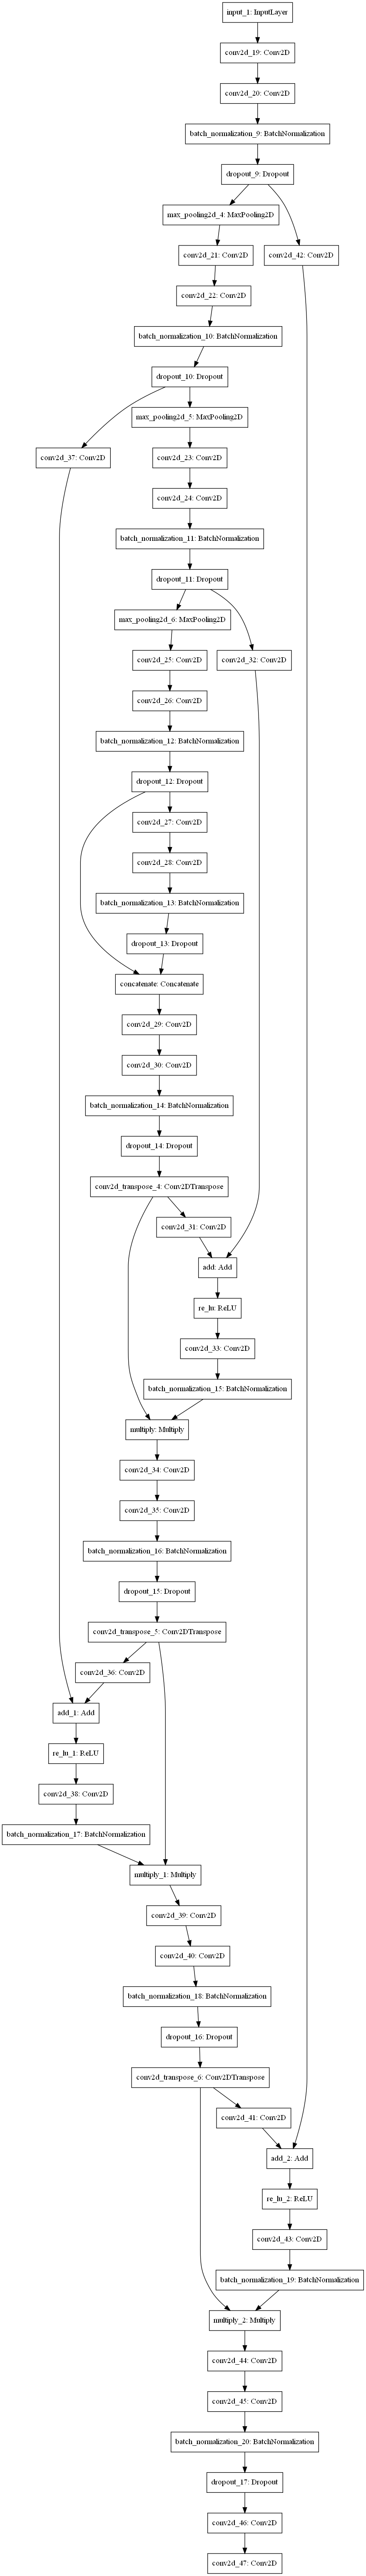 input_1: InputLayer
conv2d_19: Conv2D
conv2d_20: Conv2D
batch_normalization_9: BatchNormalization
dropout_9: Dropout
max_pooling2d_4: MaxPooling2D
conv2d_21: Conv2D
conv2d_42: Conv2D
conv2d_22: Conv2D
batch_normalization_10: BatchNormalization
dropout_10: Dropout
max_pooling2d_5: MaxPooling2D
conv2d_37: Conv2D
conv2d_23: Conv2D
conv2d_24: Conv2D
batch_normalization_11: BatchNormalization
dropout_11: Dropout
max_pooling2d_6: MaxPooling2D
conv2d_25: Conv2D
conv2d_32: Conv2D
conv2d_26: Conv2D
batch_normalization_12: BatchNormalization
dropout_12: Dropout
conv2d_27: Conv2D
conv2d_28: Conv2D
batch_normalization_13: BatchNormalization
dropout_13: Dropout
concatenate: Concatenate
conv2d_29: Conv2D
conv2d_30: Conv2D
batch_normalization_14: BatchNormalization
dropout_14: Dropout
conv2d_transpose_4: Conv2DTranspose
conv2d_31: Conv2D
add: Add
re_lu: ReLU
conv2d_33: Conv2D
batch_normalization_15: BatchNormalization
multiply: Multiply
conv2d_34: Conv2D
conv2d_35: Conv2D
batch_normalization_16: BatchNormalization
dropout_15: Dropout
conv2d_transpose_5: Conv2DTranspose
conv2d_36: Conv2D
add_1: Add
re_lu_1: ReLU
conv2d_38: Conv2D
batch_normalization_17: BatchNormalization
multiply_1: Multiply
conv2d_39: Conv2D
conv2d_40: Conv2D
batch_normalization_18: BatchNormalization
dropout_16: Dropout
conv2d_transpose_6: Conv2DTranspose
conv2d_41: Conv2D
add_2: Add
re_lu_2: ReLU
conv2d_43: Conv2D
batch_normalization_19: BatchNormalization
multiply_2: Multiply
conv2d_44: Conv2D
conv2d_45: Conv2D
batch_normalization_20: BatchNormalization
dropout_17: Dropout
conv2d_46: Conv2D
conv2d_47: Conv2D